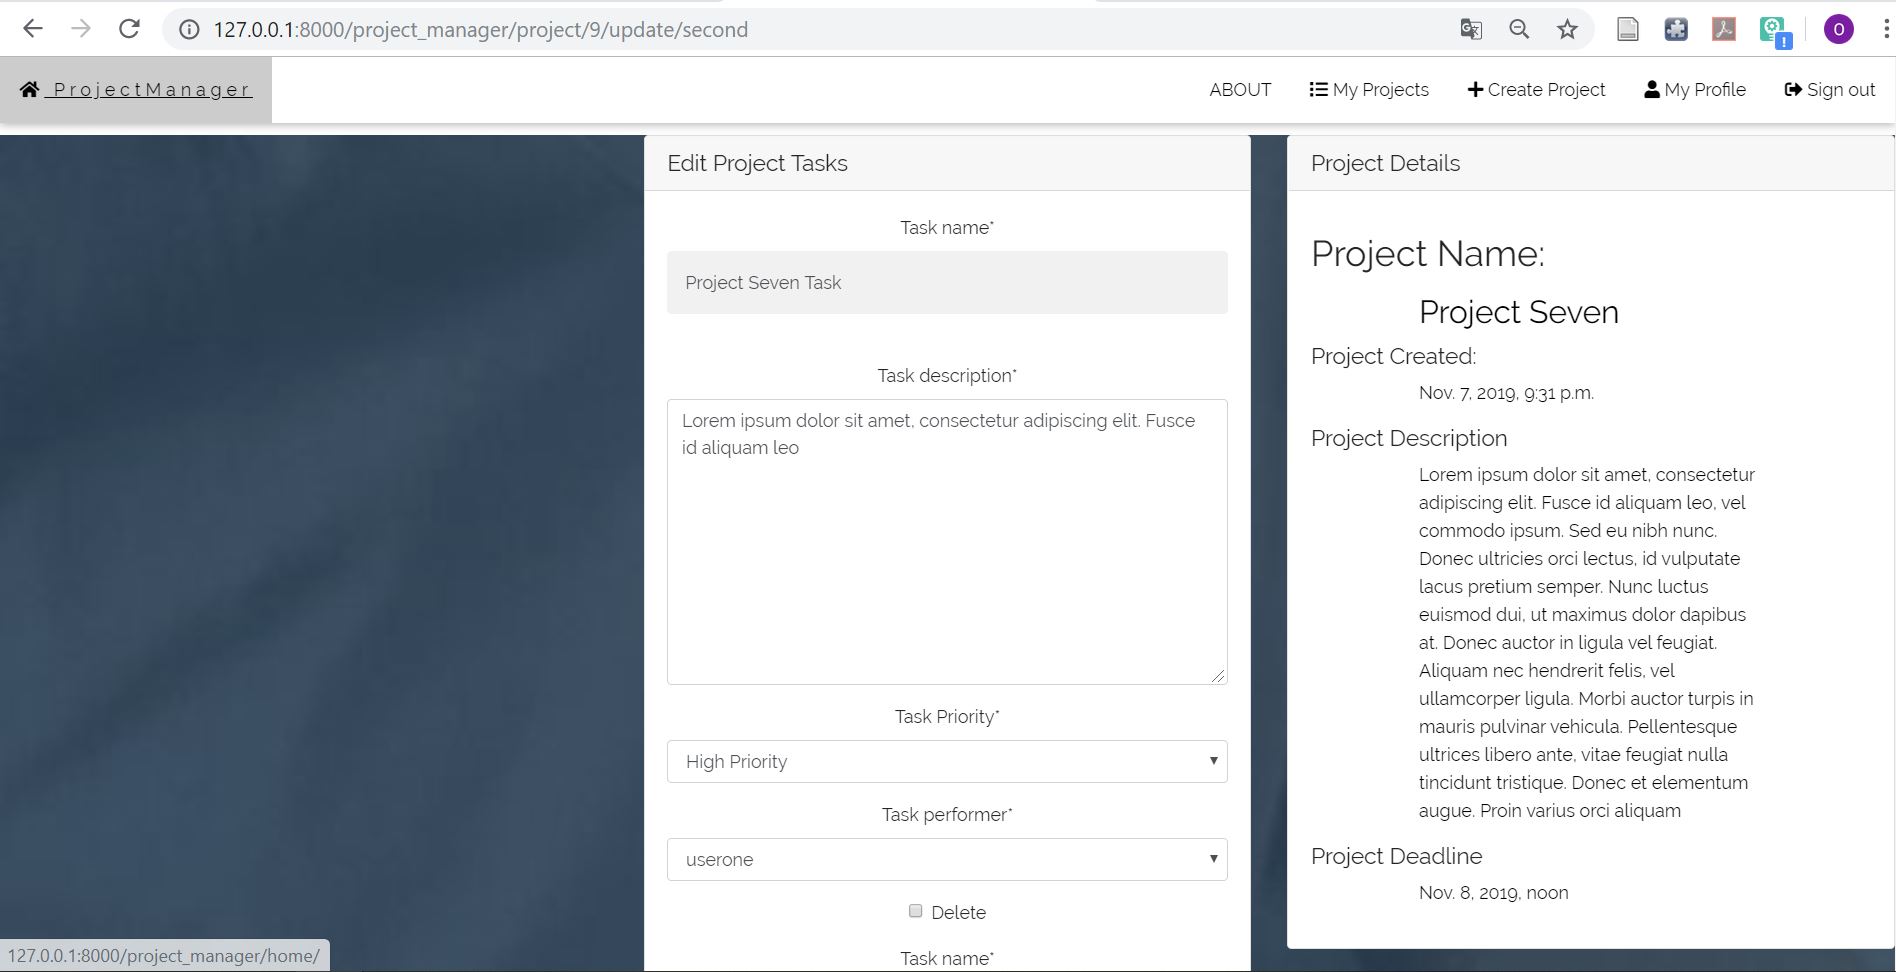 127.0.0.1:8000/project_manager/project/9/update/second
O
ProjectManager
ABOUT
My Projects
Create Project
My Profile
Sign out
Edit Project Tasks
Task name*
Project Seven Task
Task description*
Lorem ipsum dolor sit amet, consectetur adipiscing elit. Fusce
id aliquam leo
Task Priority*
High Priority
Task performer*
userone
Delete
Task name*
Project Details
Project Name:
Project Seven
Project Created:
Nov. 7, 2019, 9:31 p.m.
Project Description
Lorem ipsum dolor sit amet, consectetur
adipiscing elit. Fusce id aliquam leo, vel
commodo ipsum. Sed eu nibh nunc.
Donec ultricies orci lectus, id vulputate
lacus pretium semper. Nunc luctus
euismod dui, ut maximus dolor dapibus
at. Donec auctor in ligula vel feugiat.
Aliquam nec hendrerit felis, vel
ullamcorper ligula. Morbi auctor turpis in
mauris pulvinar vehicula. Pellentesque
ultrices libero ante, vitae feugiat nulla
tincidunt tristique. Donec et elementum
augue. Proin varius orci aliquam
Project Deadline
Nov. 8, 2019, noon
127.0.0.1:8000/project_manager/home/